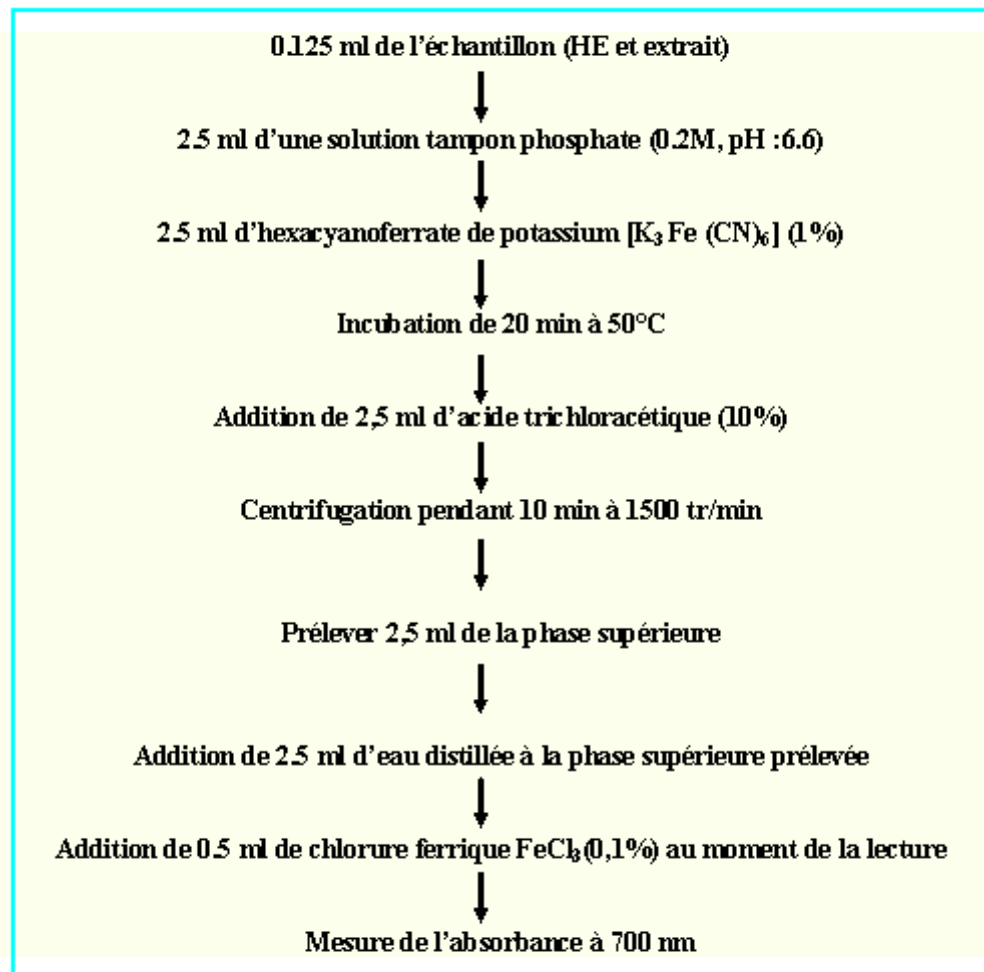 0.125 ml de l'échantillon (HE et extrait)
2.5 ml d'une solution tampon phosphate (0.2M, pH :6.6)
2.5 ml d'hexacyanoferrate de potassium [K₃ Fe (CN)₆] (1%)
Incubation de 20 min à 50°C
Addition de 2,5 ml d'acide trichloracétique (10%)
Centrifugation pendant 10 min à 1500 tr/min
Prélever 2,5 ml de la phase supérieure
Addition de 2.5 ml d'eau distillée à la phase supérieure prélevée
Addition de 0.5 ml de chlorure ferrique FeCl₃(0,1%) au moment de la lecture
Mesure de l'absorbance à 700 nm